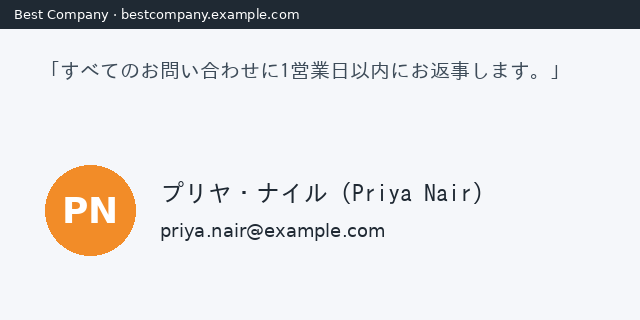 Best Company · bestcompany.example.com
「すべてのお問い合わせに1営業日以内にお返事します。」
PN
プリヤ・ナイル (Priya Nair)
priya.nair@example.com